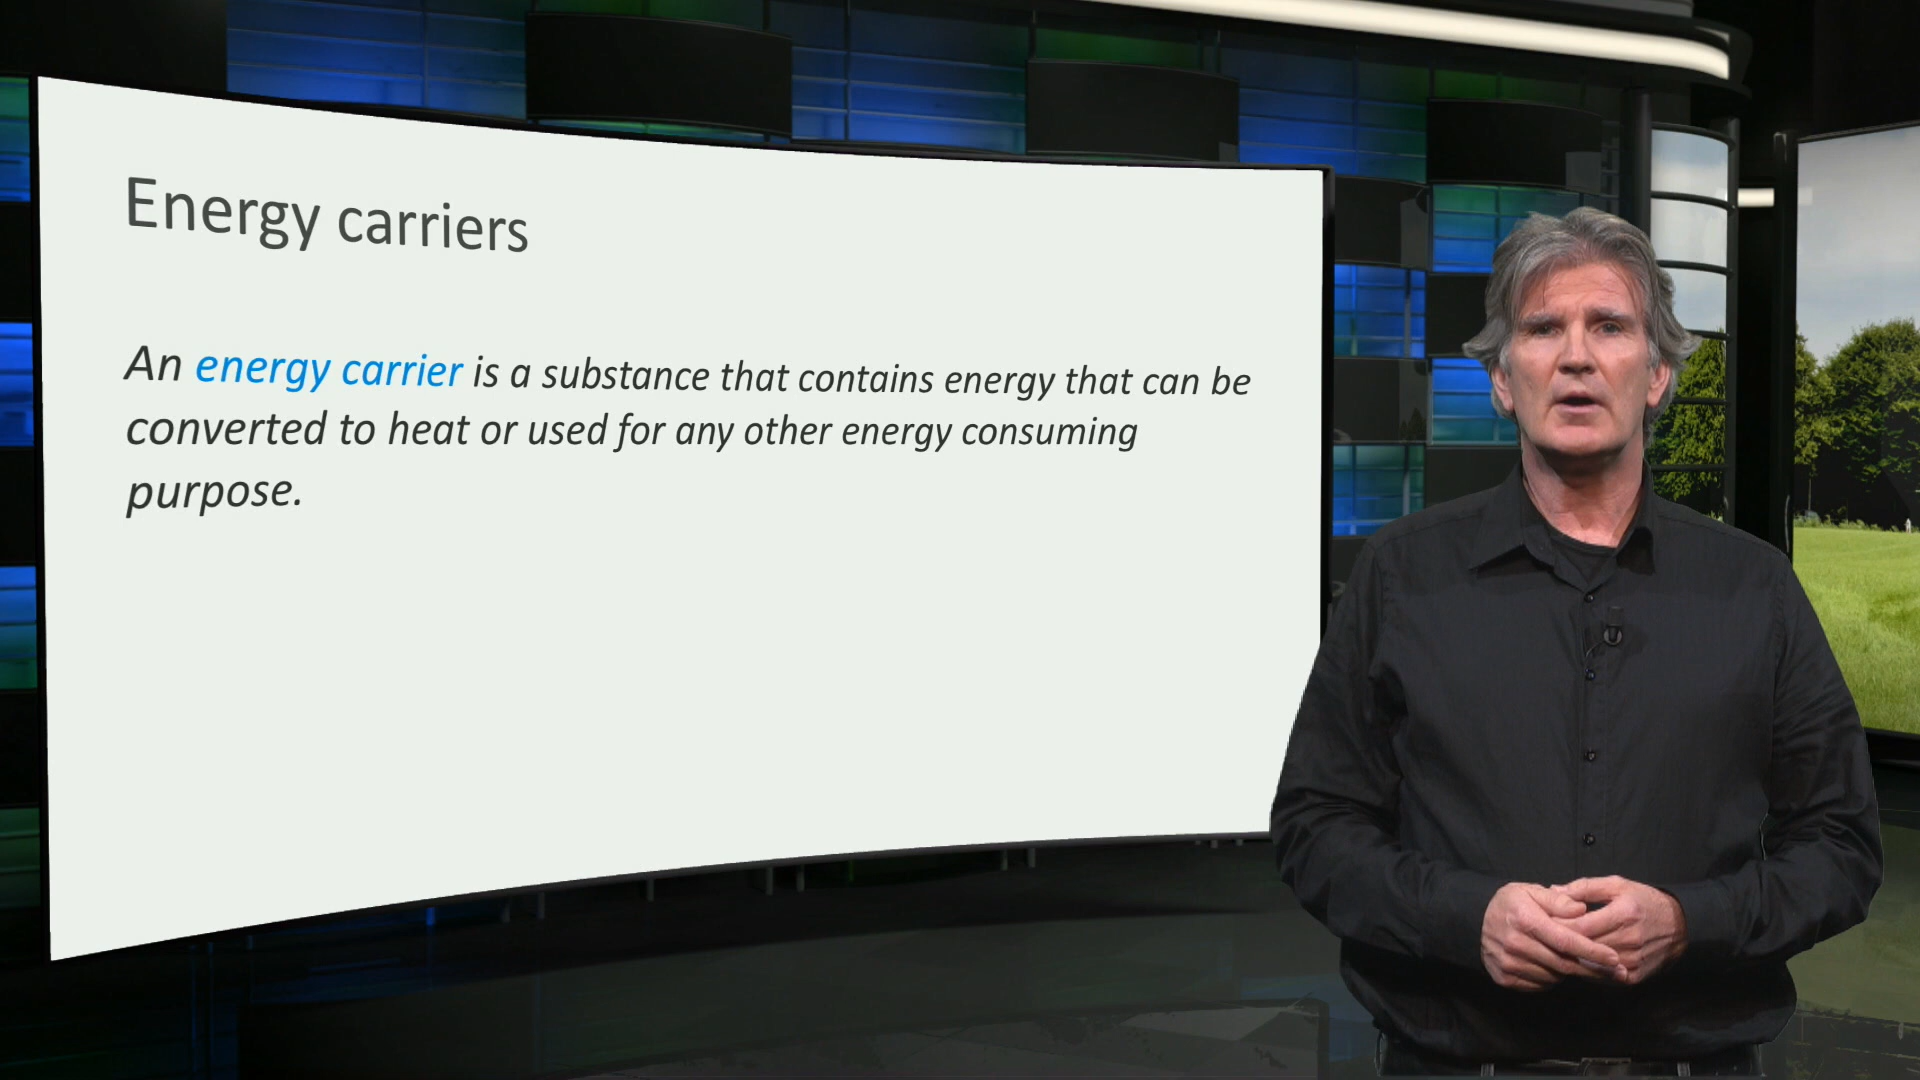 Energy carriers
An energy carrier is a substance that contains energy that can be
converted to heat or used for any other energy consuming
purpose.